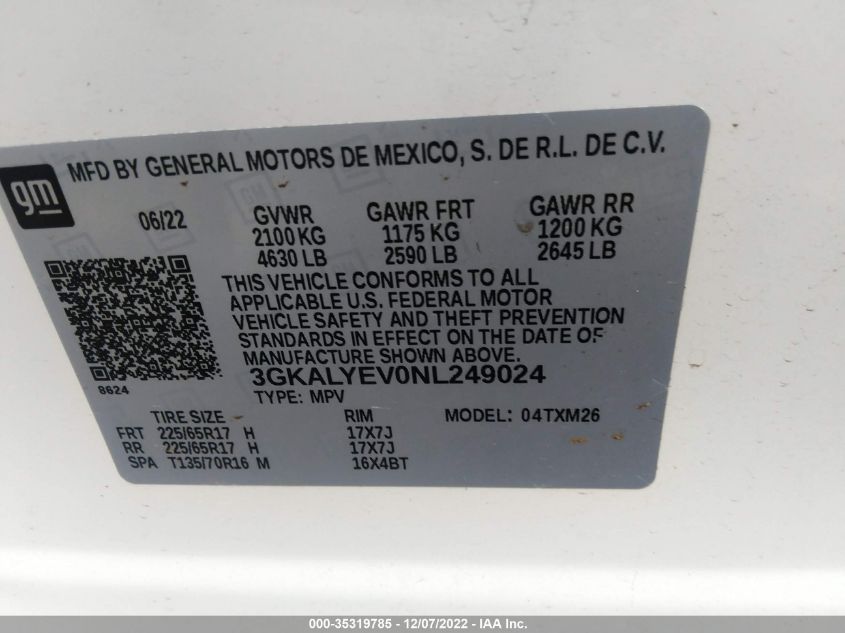 MFD BY GENERAL MOTORS DE MEXICO, S. DE R.L. DE C.V.
gm
06/22 GVWR GAWR FRT GAWR RR
2100 KG 1175 KG 1200 KG
4630 LB 2590 LB 2645 LB
THIS VEHICLE CONFORMS TO ALL
APPLICABLE U.S. FEDERAL MOTOR
VEHICLE SAFETY AND THEFT PREVENTION
STANDARDS IN EFFECT ON THE DATE OF
MANUFACTURE SHOWN ABOVE.
8624 3GKALYEV0NL249024
TYPE: MPV
TIRE SIZE RIM MODEL: 04TXM26
FRT 225/65R17 H 17X7J
RR 225/65R17 H 17X7J
SPA T135/70R16 M 16X4BT
000-35319785 - 12/07/2022 - IAA Inc.